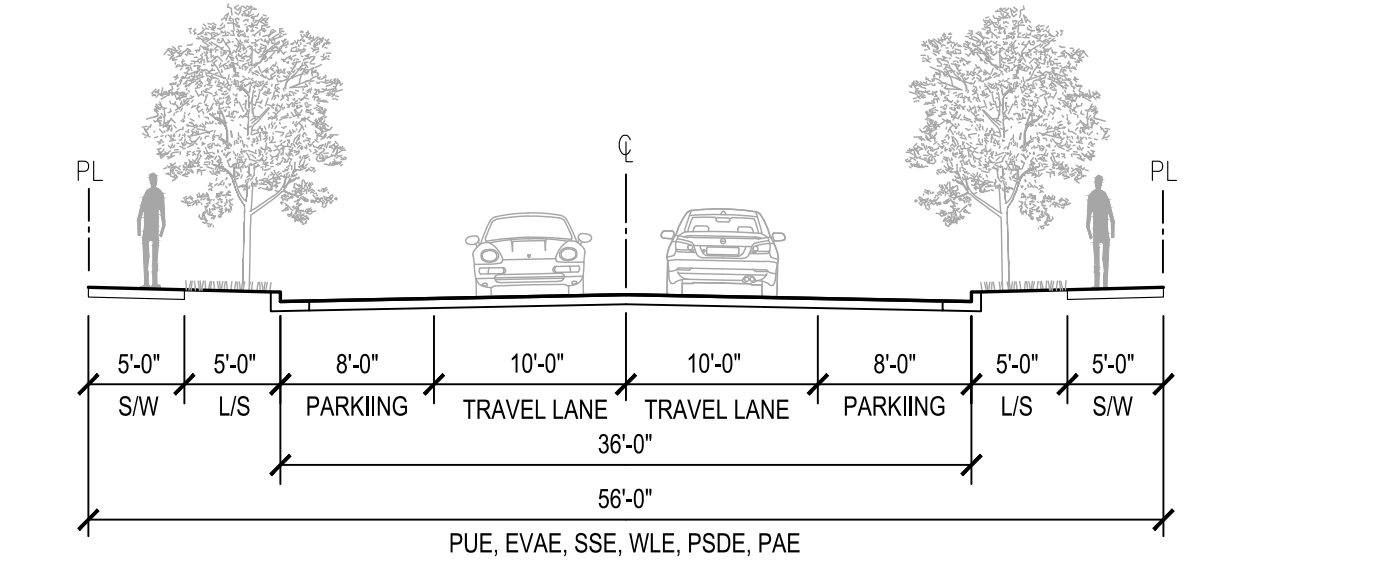 ℄
PL PL
5'-0" 5'-0" 8'-0" 10'-0" 10'-0" 8'-0" 5'-0" 5'-0"
S/W L/S PARKIING TRAVEL LANE TRAVEL LANE PARKIING L/S S/W
36'-0"
56'-0"
PUE, EVAE, SSE, WLE, PSDE, PAE